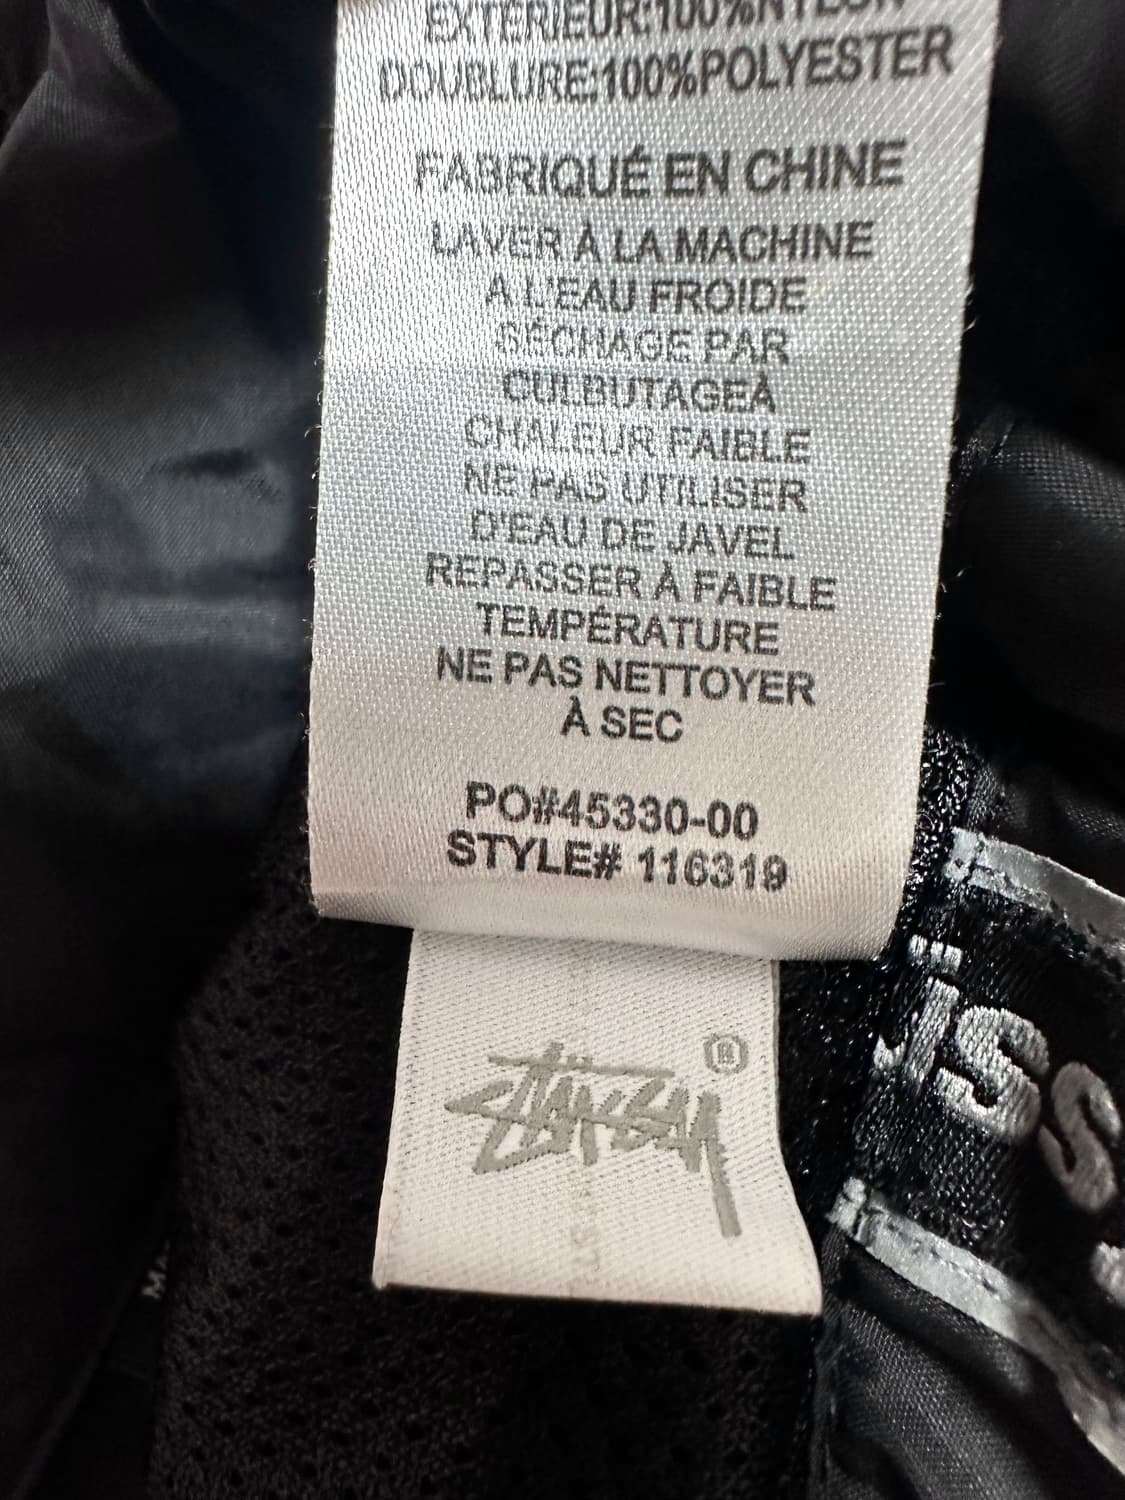 EXTÉRIEUR:100%NYLON
DOUBLURE:100%POLYESTER
FABRIQUÉ EN CHINE
LAVER À LA MACHINE
A L'EAU FROIDE
SÉCHAGE PAR
CULBUTAGEÀ
CHALEUR FAIBLE
NE PAS UTILISER
D'EAU DE JAVEL
REPASSER À FAIBLE
TEMPÉRATURE
NE PAS NETTOYER
À SEC
PO#45330-00
STYLE# 116319
Stüssy ®
üss